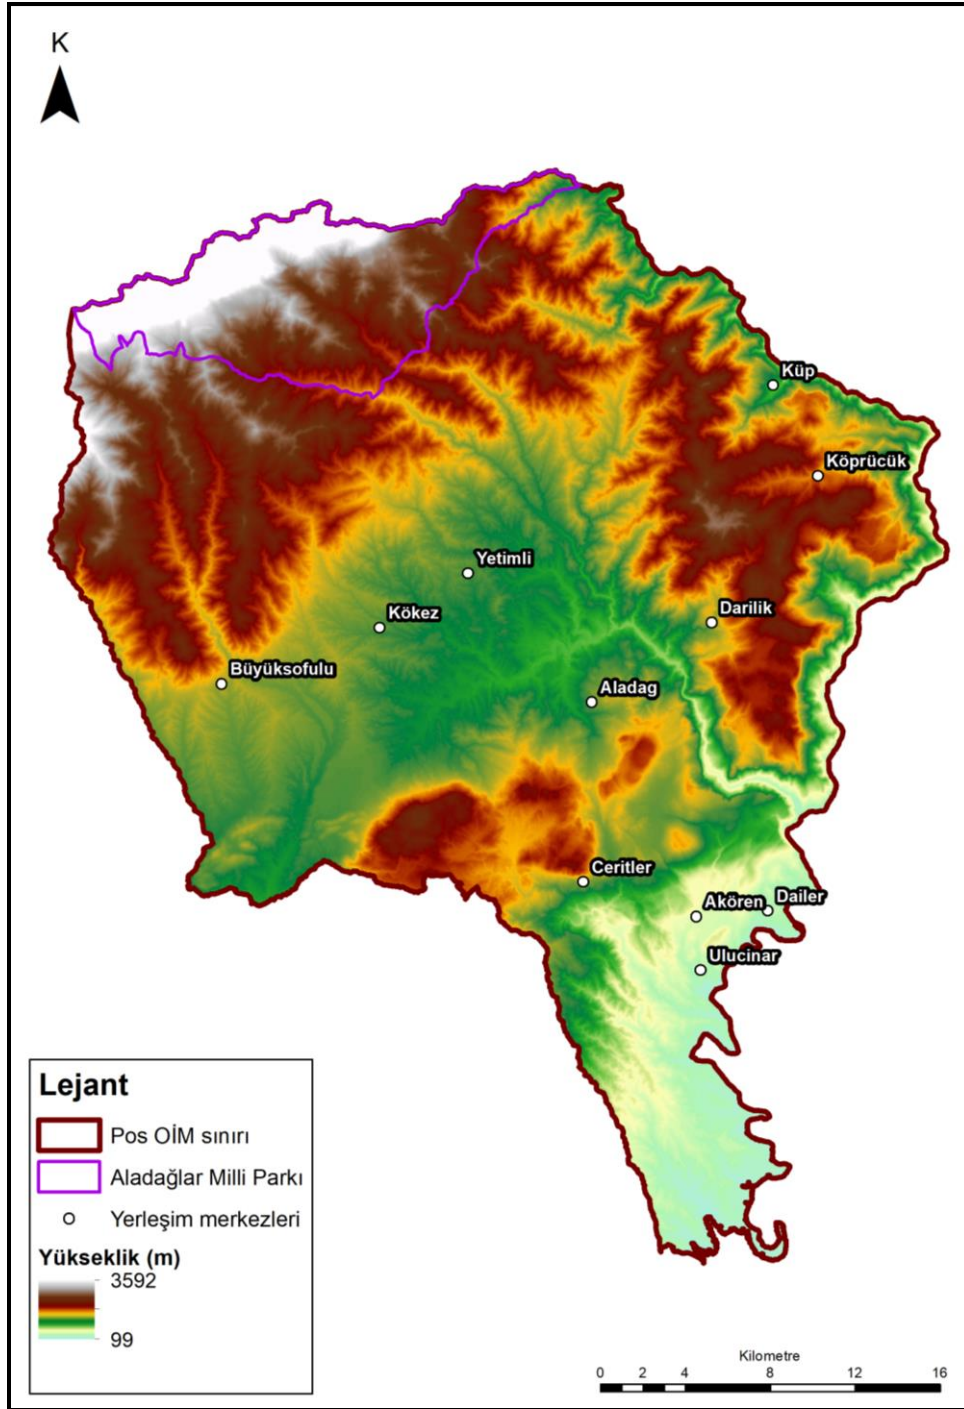 K
Küp
Köprücük
Yetimli
Kökez
Darilik
Büyüksofulu
Aladag
Ceritler
Akören
Dailer
Ulucinar
Lejant
Pos OİM sınırı
Aladağlar Milli Parkı
Yerleşim merkezleri
Yükseklik (m)
3592
99
Kilometre
0 2 4 8 12 16